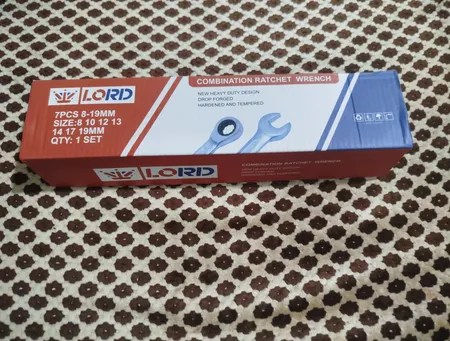 LORD
COMBINATION RATCHET WRENCH
NEW HEAVY DUTY DESIGN
DROP FORGED
HARDENED AND TEMPERED
7PCS 8-19MM
SIZE:8 10 12 13
14 17 19MM
QTY: 1 SET
LORD
COMBINATION RATCHET WRENCH